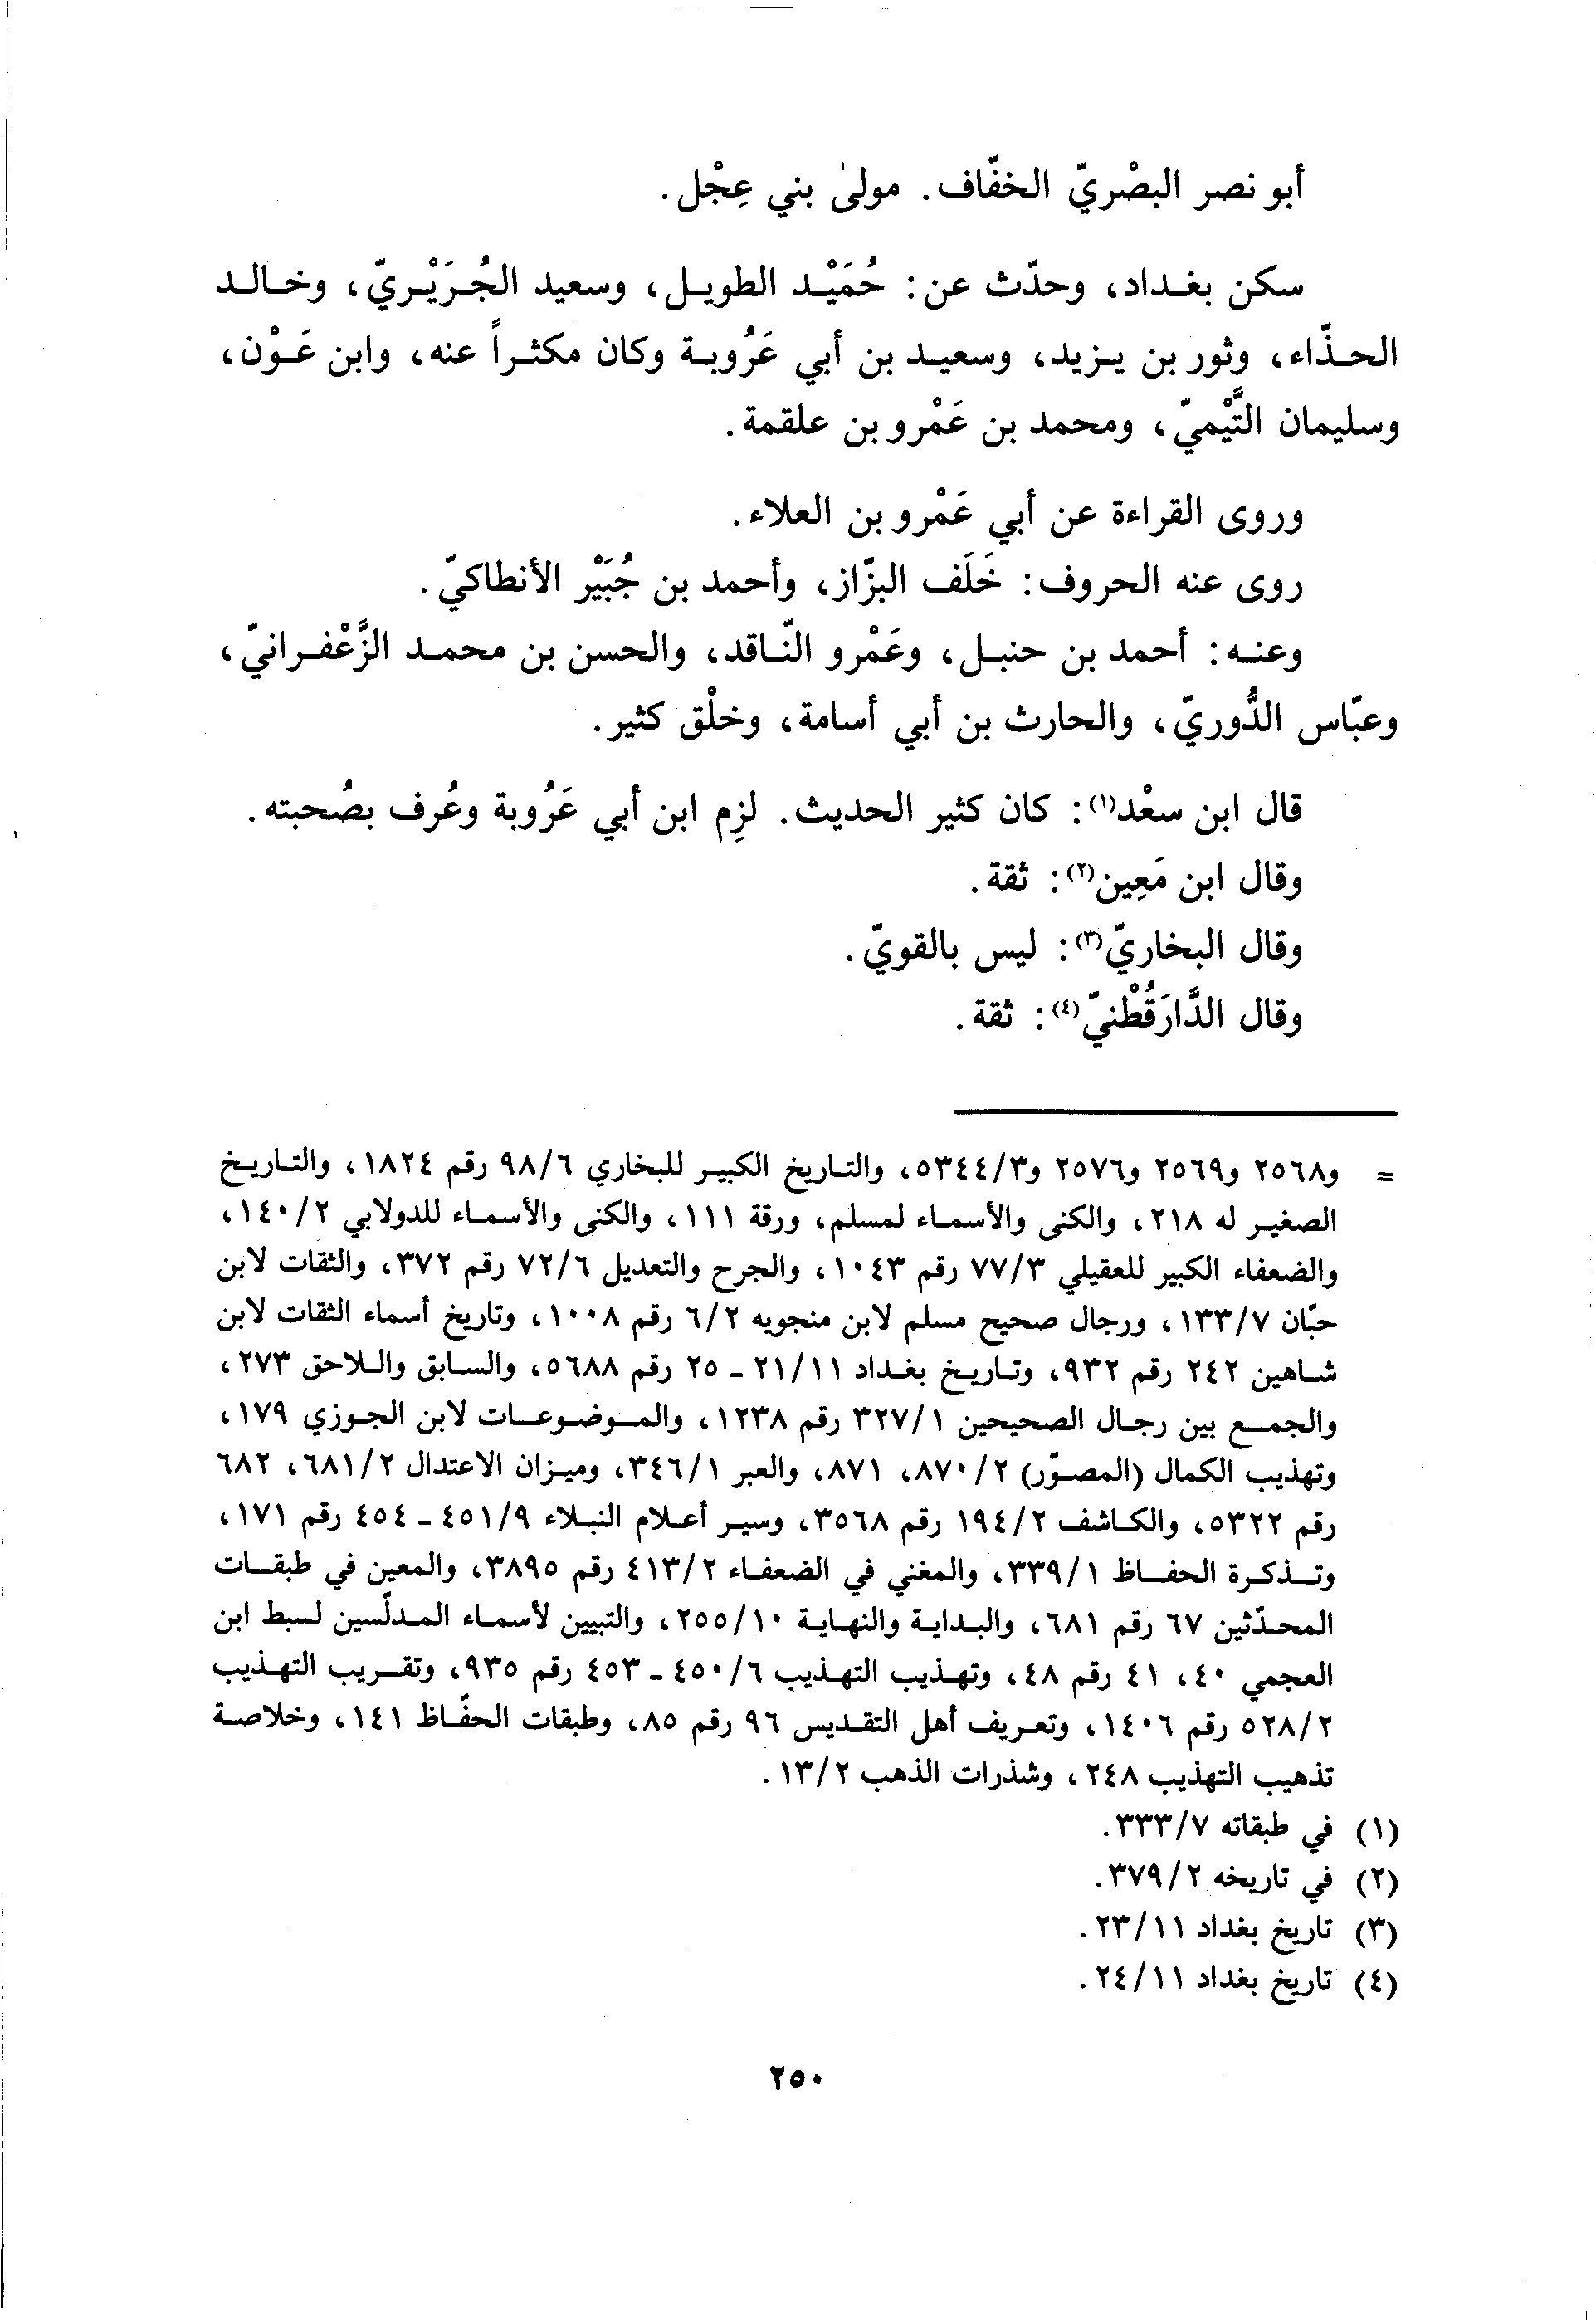 أبو نصر البصْريّ الخفّاف. مولىٰ بني عِجْل.
سكن بغداد، وحدّث عن: حُمَيْد الطويل، وسعيد الجُرَيْريّ، وخالد
الحذّاء، وثور بن يزيد، وسعيد بن أبي عَرُوبة وكان مكثراً عنه، وابن عَوْن،
وسليمان التَّيْميّ، ومحمد بن عَمْرو بن علقمة.
وروى القراءة عن أبي عَمْرو بن العلاء.
روى عنه الحروف: خَلَف البزّاز، وأحمد بن جُبَيْر الأنطاكيّ.
وعنه: أحمد بن حنبل، وعَمْرو النّاقد، والحسن بن محمد الزَّعْفرانيّ،
وعبّاس الدُّوريّ، والحارث بن أبي أسامة، وخلْق كثير.
قال ابن سعْد(١): كان كثير الحديث. لزِم ابن أبي عَرُوبة وعُرف بصُحبته.
وقال ابن مَعِين(٢): ثقة.
وقال البخاريّ(٣): ليس بالقويّ.
وقال الدَّارَقُطْنيّ(٤): ثقة.
= و٢٥٦٨ و٢٥٦٩ و٢٥٧٦ و٥٣٤٤/٣، والتاريخ الكبير للبخاري ٩٨/٦ رقم ١٨٢٤، والتاريخ
الصغير له ٢١٨، والكنى والأسماء لمسلم، ورقة ١١١، والكنى والأسماء للدولابي ١٤٠/٢،
والضعفاء الكبير للعقيلي ٧٧/٣ رقم ١٠٤٣، والجرح والتعديل ٧٢/٦ رقم ٣٧٢، والثقات لابن
حبّان ١٣٣/٧، ورجال صحيح مسلم لابن منجويه ٦/٢ رقم ١٠٠٨، وتاريخ أسماء الثقات لابن
شاهين ٢٤٢ رقم ٩٣٢، وتاريخ بغداد ٢١/١١ - ٢٥ رقم ٥٦٨٨، والسابق واللاحق ٢٧٣،
والجمع بين رجال الصحيحين ٣٢٧/١ رقم ١٢٣٨، والموضوعات لابن الجوزي ١٧٩،
وتهذيب الكمال (المصوّر) ٨٧٠/٢، ٨٧١، والعبر ٣٤٦/١، وميزان الاعتدال ٦٨١/٢، ٦٨٢
رقم ٥٣٢٢، والكاشف ١٩٤/٢ رقم ٣٥٦٨، وسير أعلام النبلاء ٤٥١/٩ - ٤٥٤ رقم ١٧١،
وتذكرة الحفاظ ٣٣٩/١، والمغني في الضعفاء ٤١٣/٢ رقم ٣٨٩٥، والمعين في طبقات
المحدّثين ٦٧ رقم ٦٨١، والبداية والنهاية ٢٥٥/١٠، والتبيين لأسماء المدلّسين لسبط ابن
العجمي ٤٠، ٤١ رقم ٤٨، وتهذيب التهذيب ٤٥٠/٦ - ٤٥٣ رقم ٩٣٥، وتقريب التهذيب
٥٢٨/٢ رقم ١٤٠٦، وتعريف أهل التقديس ٩٦ رقم ٨٥، وطبقات الحفّاظ ١٤١، وخلاصة
تذهيب التهذيب ٢٤٨، وشذرات الذهب ١٣/٢.
(١) في طبقاته ٣٣٣/٧.
(٢) في تاريخه ٣٧٩/٢.
(٣) تاريخ بغداد ٢٣/١١.
(٤) تاريخ بغداد ٢٤/١١.
٢٥٠